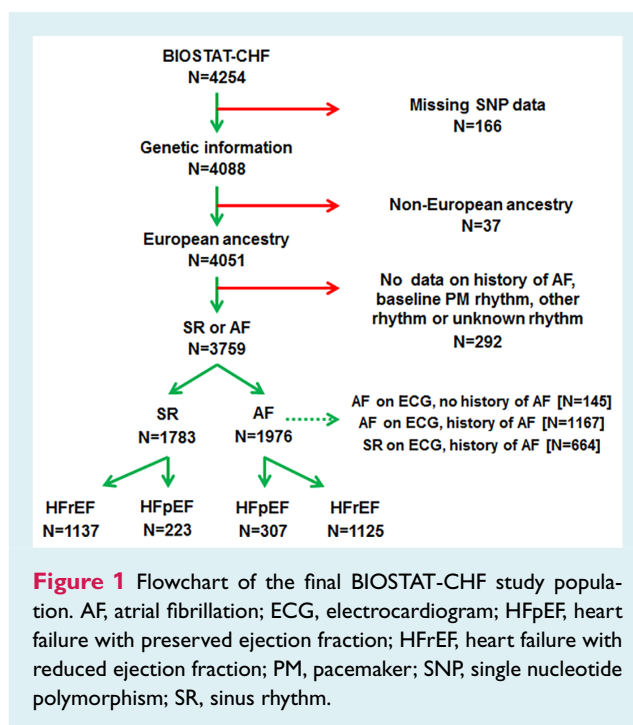 BIOSTAT-CHF
N=4254
Missing SNP data
N=166
Genetic information
N=4088
Non-European ancestry
N=37
European ancestry
N=4051
No data on history of AF,
baseline PM rhythm, other
rhythm or unknown rhythm
N=292
SR or AF
N=3759
SR
N=1783
AF
N=1976
AF on ECG, no history of AF [N=145]
AF on ECG, history of AF [N=1167]
SR on ECG, history of AF [N=664]
HFrEF
N=1137
HFpEF
N=223
HFpEF
N=307
HFrEF
N=1125
Figure 1 Flowchart of the final BIOSTAT-CHF study popula-
tion. AF, atrial fibrillation; ECG, electrocardiogram; HFpEF, heart
failure with preserved ejection fraction; HFrEF, heart failure with
reduced ejection fraction; PM, pacemaker; SNP, single nucleotide
polymorphism; SR, sinus rhythm.